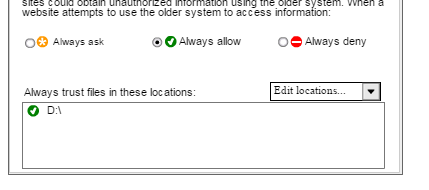 sites could obtain unauthorized information using the older system. When a
website attempts to use the older system to access information:
Always ask Always allow Always deny
Always trust files in these locations: Edit locations...
D:\